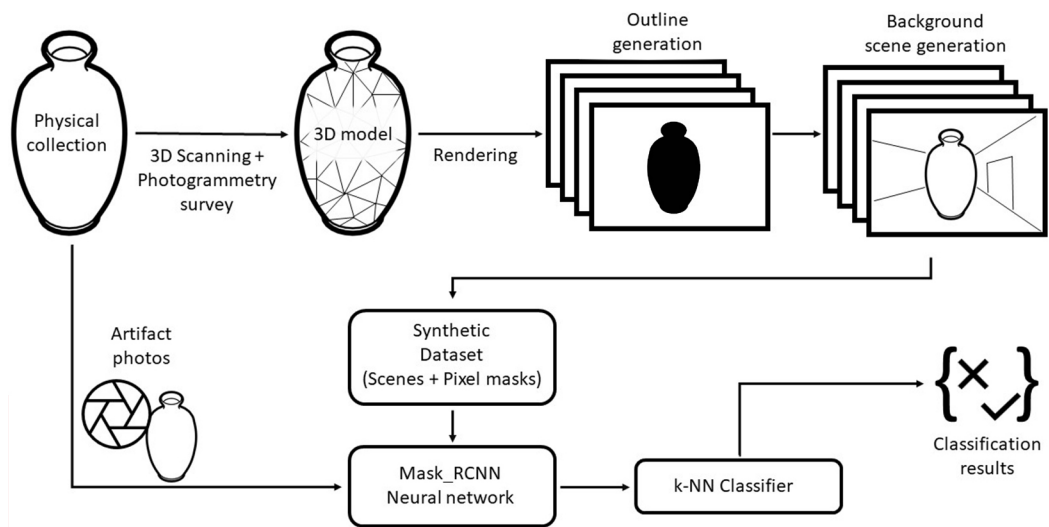 Physical
collection
3D Scanning +
Photogrammetry
survey
3D model
Rendering
Outline
generation
Background
scene generation
Artifact
photos
Synthetic
Dataset
(Scenes + Pixel masks)
Mask_RCNN
Neural network
k-NN Classifier
Classification
results